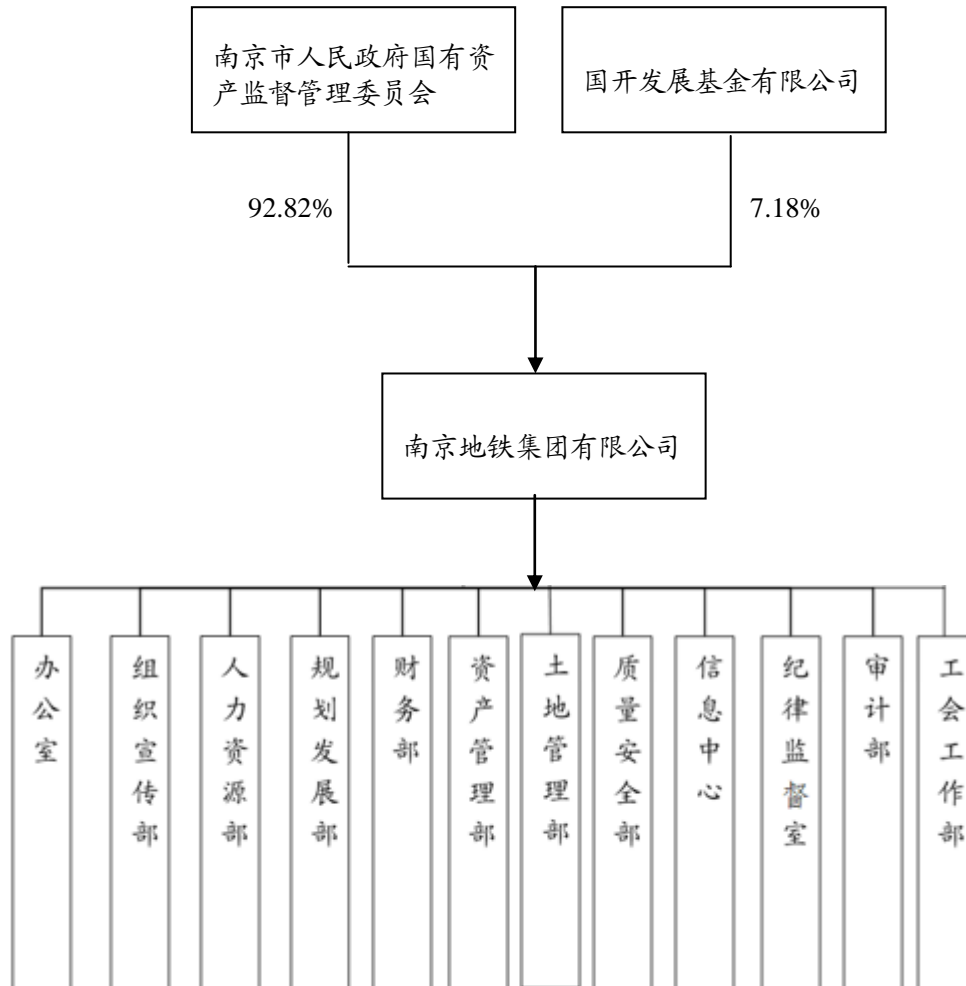 南京市人民政府国有资
产监督管理委员会
国开发展基金有限公司
92.82%
7.18%
南京地铁集团有限公司
办公室
组织宣传部
人力资源部
规划发展部
财务部
资产管理部
土地管理部
质量安全部
信息中心
纪律监督室
审计部
工会工作部